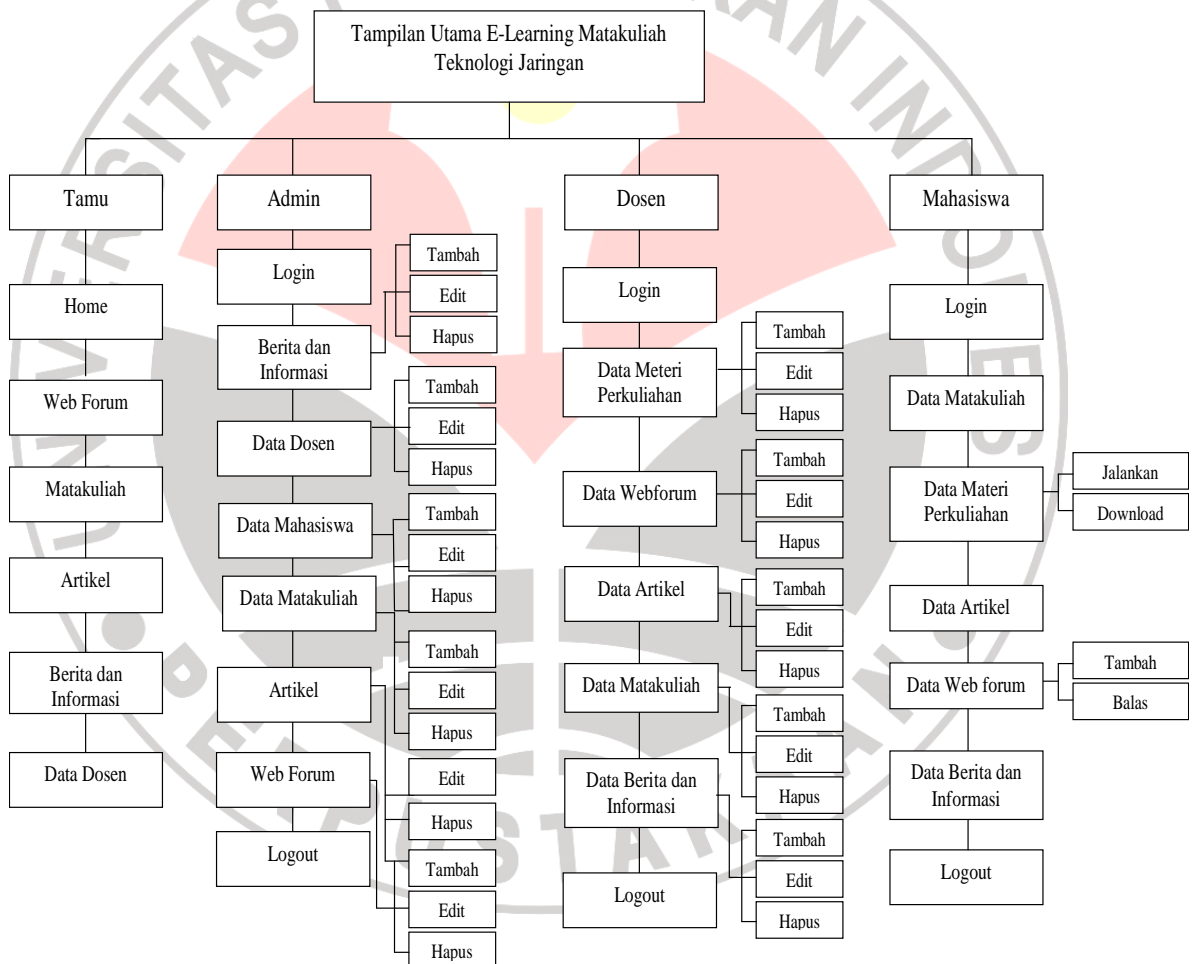 Tampilan Utama E-Learning Matakuliah
Teknologi Jaringan
Tamu
Home
Web Forum
Matakuliah
Artikel
Berita dan
Informasi
Data Dosen
Admin
Login
Berita dan
Informasi
Tambah
Edit
Hapus
Data Dosen
Tambah
Edit
Hapus
Data Mahasiswa
Tambah
Edit
Hapus
Data Matakuliah
Tambah
Edit
Hapus
Artikel
Edit
Hapus
Web Forum
Tambah
Edit
Hapus
Logout
Dosen
Login
Data Meteri
Perkuliahan
Tambah
Edit
Hapus
Data Webforum
Tambah
Edit
Hapus
Data Artikel
Tambah
Edit
Hapus
Data Matakuliah
Tambah
Edit
Hapus
Data Berita dan
Informasi
Tambah
Edit
Hapus
Logout
Mahasiswa
Login
Data Matakuliah
Data Materi
Perkuliahan
Jalankan
Download
Data Artikel
Data Web forum
Tambah
Balas
Data Berita dan
Informasi
Logout